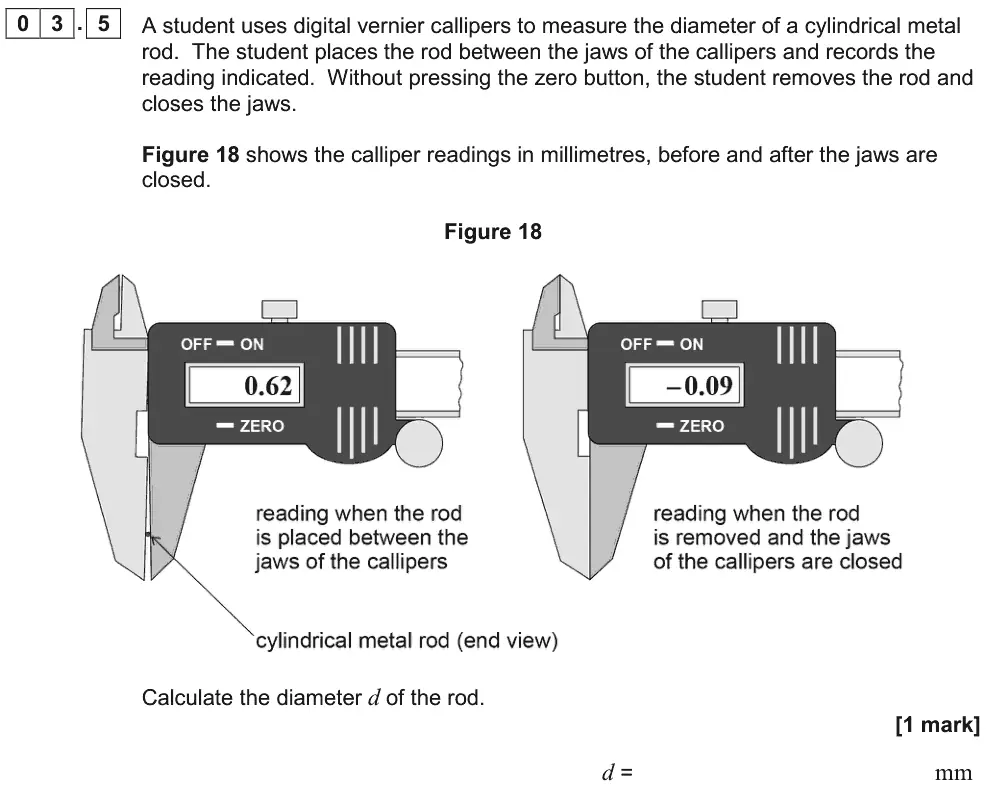 0 3 . 5 A student uses digital vernier callipers to measure the diameter of a cylindrical metal
rod. The student places the rod between the jaws of the callipers and records the
reading indicated. Without pressing the zero button, the student removes the rod and
closes the jaws.
Figure 18 shows the calliper readings in millimetres, before and after the jaws are
closed.
Figure 18
OFF ON
0.62
ZERO
reading when the rod
is placed between the
jaws of the callipers
cylindrical metal rod (end view)
OFF ON
−0.09
ZERO
reading when the rod
is removed and the jaws
of the callipers are closed
Calculate the diameter d of the rod.
[1 mark]
d = mm